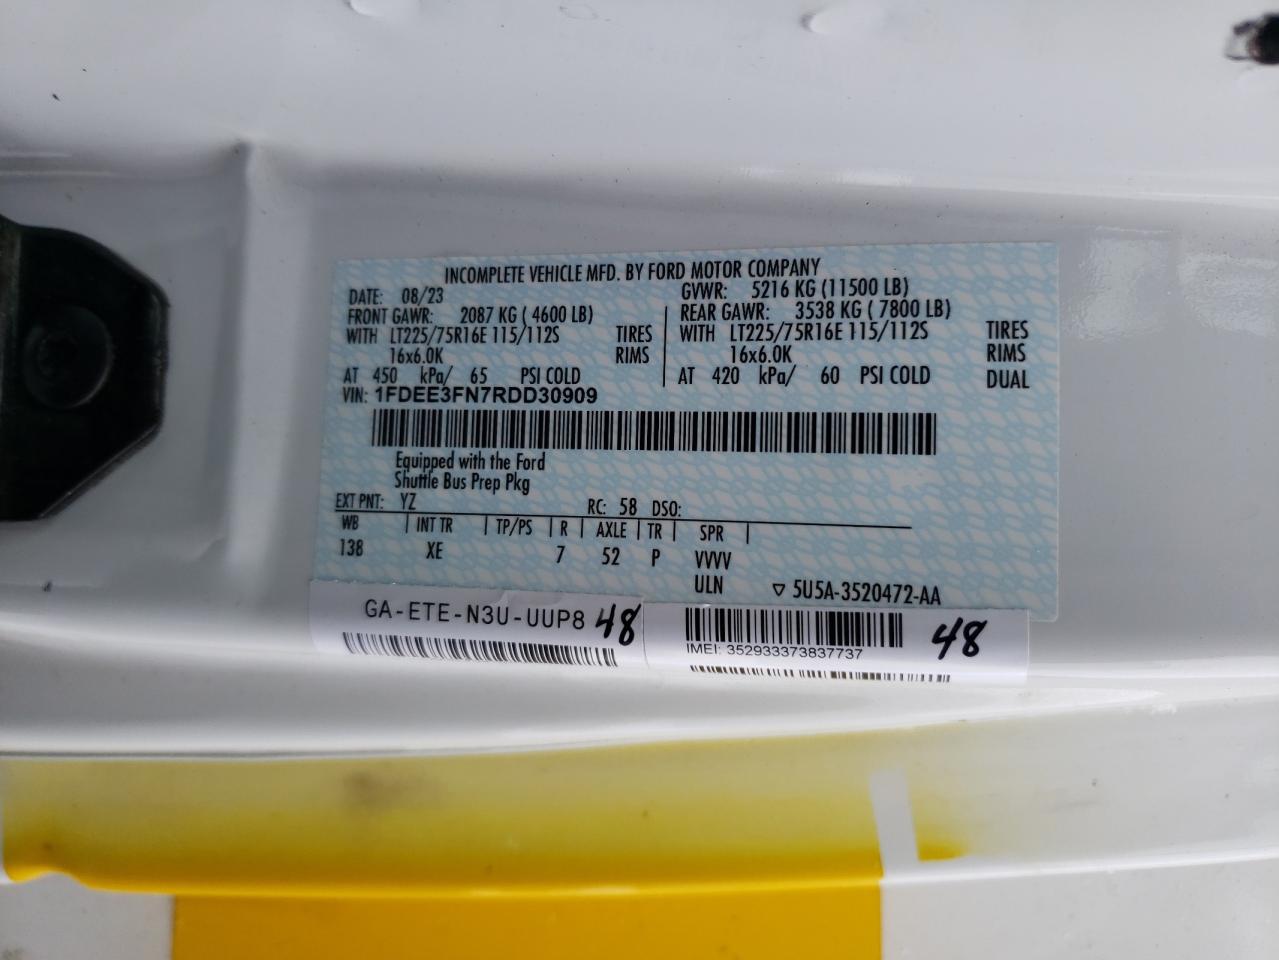 INCOMPLETE VEHICLE MFD. BY FORD MOTOR COMPANY
DATE: 08/23 GVWR: 5216 KG (11500 LB)
FRONT GAWR: 2087 KG ( 4600 LB) REAR GAWR: 3538 KG ( 7800 LB)
WITH LT225/75R16E 115/112S TIRES WITH LT225/75R16E 115/112S TIRES
16x6.0K RIMS 16x6.0K RIMS
AT 450 kPa/ 65 PSI COLD AT 420 kPa/ 60 PSI COLD DUAL
VIN: 1FDEE3FN7RDD30909
Equipped with the Ford
Shuttle Bus Prep Pkg
EXT PNT: YZ RC: 58 DSO:
WB INT TR TP/PS R AXLE TR SPR
138 XE 7 52 P VVVV
ULN 5U5A-3520472-AA
GA-ETE-N3U-UUP8 48
IMEI: 352933373837737 48